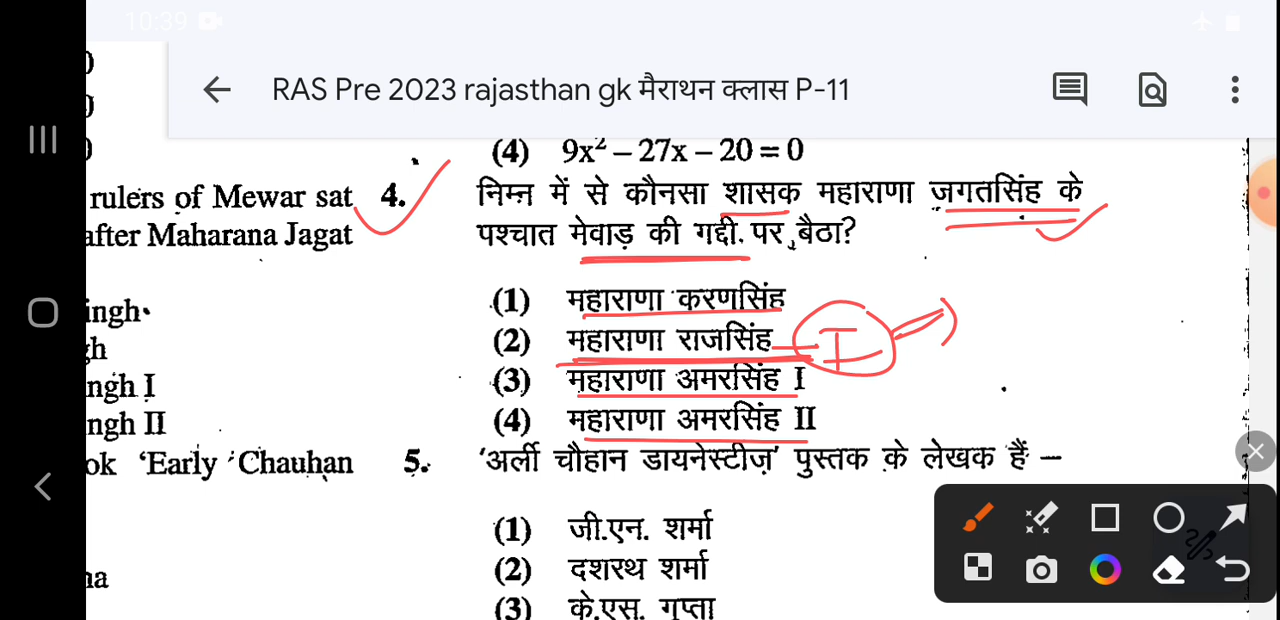 10:39
RAS Pre 2023 rajasthan gk मैराथन क्लास P-11
(4) 9x² – 27x – 20 = 0
rulers of Mewar sat
after Maharana Jagat
ingh
gh
ngh I
ngh II
ok 'Early Chauhan
na
4. निम्न में से कौनसा शासक महाराणा जगतसिंह के
पश्चात मेवाड़ की गद्दी पर बैठा?
(1) महाराणा करणसिंह
(2) महाराणा राजसिंह – I
(3) महाराणा अमरसिंह I
(4) महाराणा अमरसिंह II
5. 'अर्ली चौहान डायनेस्टीज़' पुस्तक के लेखक हैं –
(1) जी.एन. शर्मा
(2) दशरथ शर्मा
(3) के.एस. गुप्ता